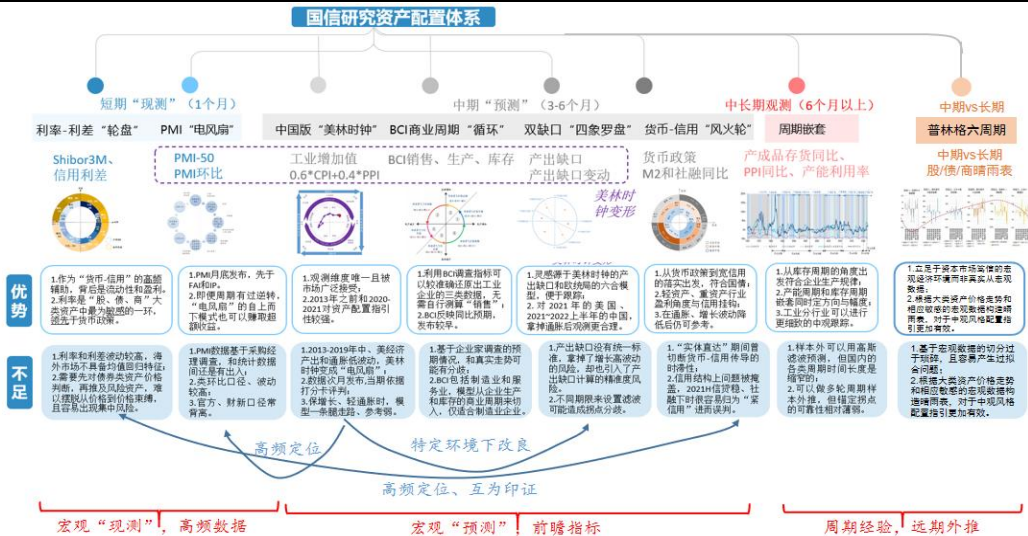 国信研究资产配置体系
短期“现测”（1个月）
中期“预测”（3-6个月）
中长期观测（6个月以上）
中期vs长期
利率-利差“轮盘”
PMI“电风扇”
中国版“美林时钟”
BCI商业周期“循环”
双缺口“四象罗盘”
货币-信用“风火轮”
周期嵌套
普林格六周期
Shibor3M、
信用利差
PMI-50
PMI环比
工业增加值
0.6*CPI+0.4*PPI
BCI销售、生产、库存
产出缺口
产出缺口变动
货币政策
M2和社融同比
产成品存货同比、
PPI同比、产能利用率
中期vs长期
股/债/商晴雨表
美林时
钟变形
优势
1.作为“货币-信用”的高频
辅助，背后是流动性和盈利。
2.利率是“股、债、商”大
类资产中最为敏感的一环，
领先于货币政策。
1.PMI月底发布，先于
FAI和IP。
2.即便周期有过逆转，
“电风扇”的自上而
下模式也可以赚取超
额收益。
1.观测维度唯一且被
市场广泛接受；
2.2013年之前和2020-
2021对资产配置指引
性较强。
1.利用BCI调查指标可
以较准确还原出工业
企业的三类数据，无
需自行测算“销售”；
2.BCI反映同比预期，
发布较早。
1.灵感源于美林时钟的产
出缺口和欧统局的六合模
型，便于跟踪；
2.对2021年的美国、
2021~2022上半年的中国，
拿掉通胀后观测更合理。
1.从货币政策到宽信用
的落实出发，符合国情；
2.轻资产、重资产行业
盈利角度与信用挂钩；
3.在通胀、增长波动降
低后仍可参考。
1.从库存周期的角度出
发符合企业生产规律；
2.产能周期和库存周期
嵌套同时定方向与幅度；
3.工业分行可以进行更
细致的中观跟踪。
1.立足于资本市场笃信的宏
观经济环境而非真实从宏观
数据；
2.根据大类资产价格走势和
相应敏感的宏观数据构造晴
雨表，对于中观风格配置指
引更加有效。
不足
1.利率和利差波动较高，海
外市场不具备均值回归特征；
2.需要先对债券类资产价格
判断，再推及风险资产，难
以摆脱从价格到价格束缚，
且容易出现集中风险。
1.PMI数据基于采购经
理调查，和统计数据
间还是有出入；
2.类环比口径、波动
较高；
3.官方、财新口径常
背离。
1.2013-2019年中、美经济
产出和通胀低波动，美林
时钟变成“电风扇”；
2.数据次月发布，当期依据
打分卡评判；
3.保增长、轻通胀时，模
型一条腿走路、参考弱。
1.基于企业家调查的预
期情况，和真实走势可
能有分歧；
2.BCI包括制造业和服
务业，模型从企业生产
和库存的商业周期来切
入，仅适合制造业企业。
1.产出缺口没有统一标
准，拿掉了增长高波动
的风险，却也引入了产
出缺口计算的精准度风
险。
2.不同期限来设置滤波
可能造成拐点分歧。
1.“实体直达”期间曾
切断货币-信用传导的
时滞性；
2.信用结构上问题被掩
盖，2021H信贷稳、社
融下时很容易归为“紧
信用”进而误判。
1.样本外可以用高斯
滤波预测，但国内的
各类周期时间长度是
缩窄的；
2.可以做多轮周期样
本外推，但锚定拐点
的可靠性相对薄弱。
1.基于宏观数据的切分过
于琐碎，且容易产生过拟
合问题；
2.根据大类资产价格走势
和相应敏感的宏观数据构
造晴雨表，对于中观风格
配置指引更加有效。
高频定位
特定环境下改良
高频定位、互为印证
宏观“现测”，高频数据
宏观“预测”，前瞻指标
周期经验，远期外推